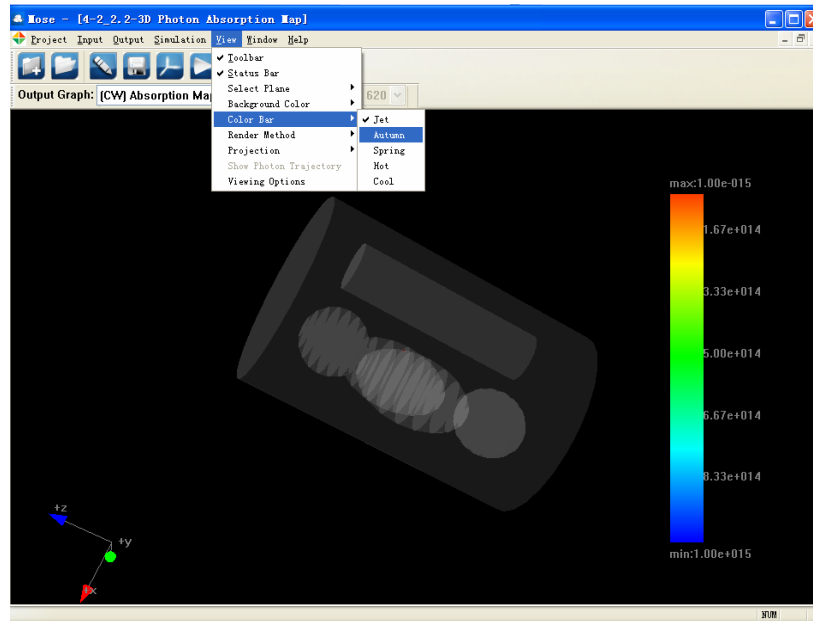 Mose - [4-2_2.2-3D Photon Absorption Map]
Project Input Output Simulation View Window Help
Output Graph: [CW] Absorption Ma
620
Toolbar
Status Bar
Select Plane
Background Color
Color Bar
Render Method
Projection
Show Photon Trajectory
Viewing Options
Jet
Autumn
Spring
Hot
Cool
max:1.00e-015
1.67e+014
3.33e+014
5.00e+014
6.67e+014
8.33e+014
min:1.00e+015
+z
+y
+x
NUM